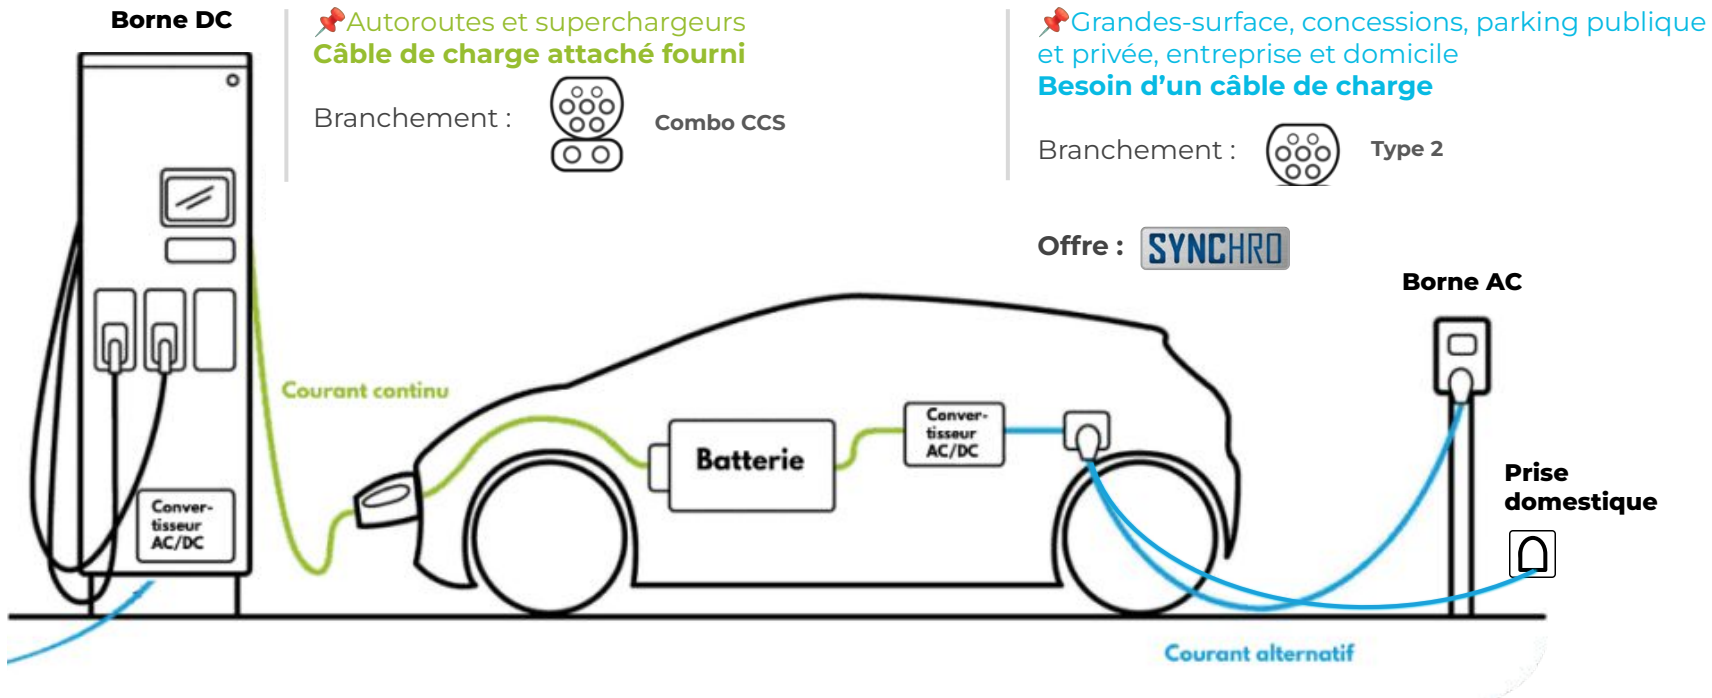 Borne DC
📌Autoroutes et superchargeurs
Câble de charge attaché fourni
Branchement :
Combo CCS
📌Grandes-surface, concessions, parking publique
et privée, entreprise et domicile
Besoin d’un câble de charge
Branchement :
Type 2
Offre :
SYNCHRO
Borne AC
Courant continu
Batterie
Conver-
tisseur
AC/DC
Prise
domestique
Conver-
tisseur
AC/DC
Courant alternatif